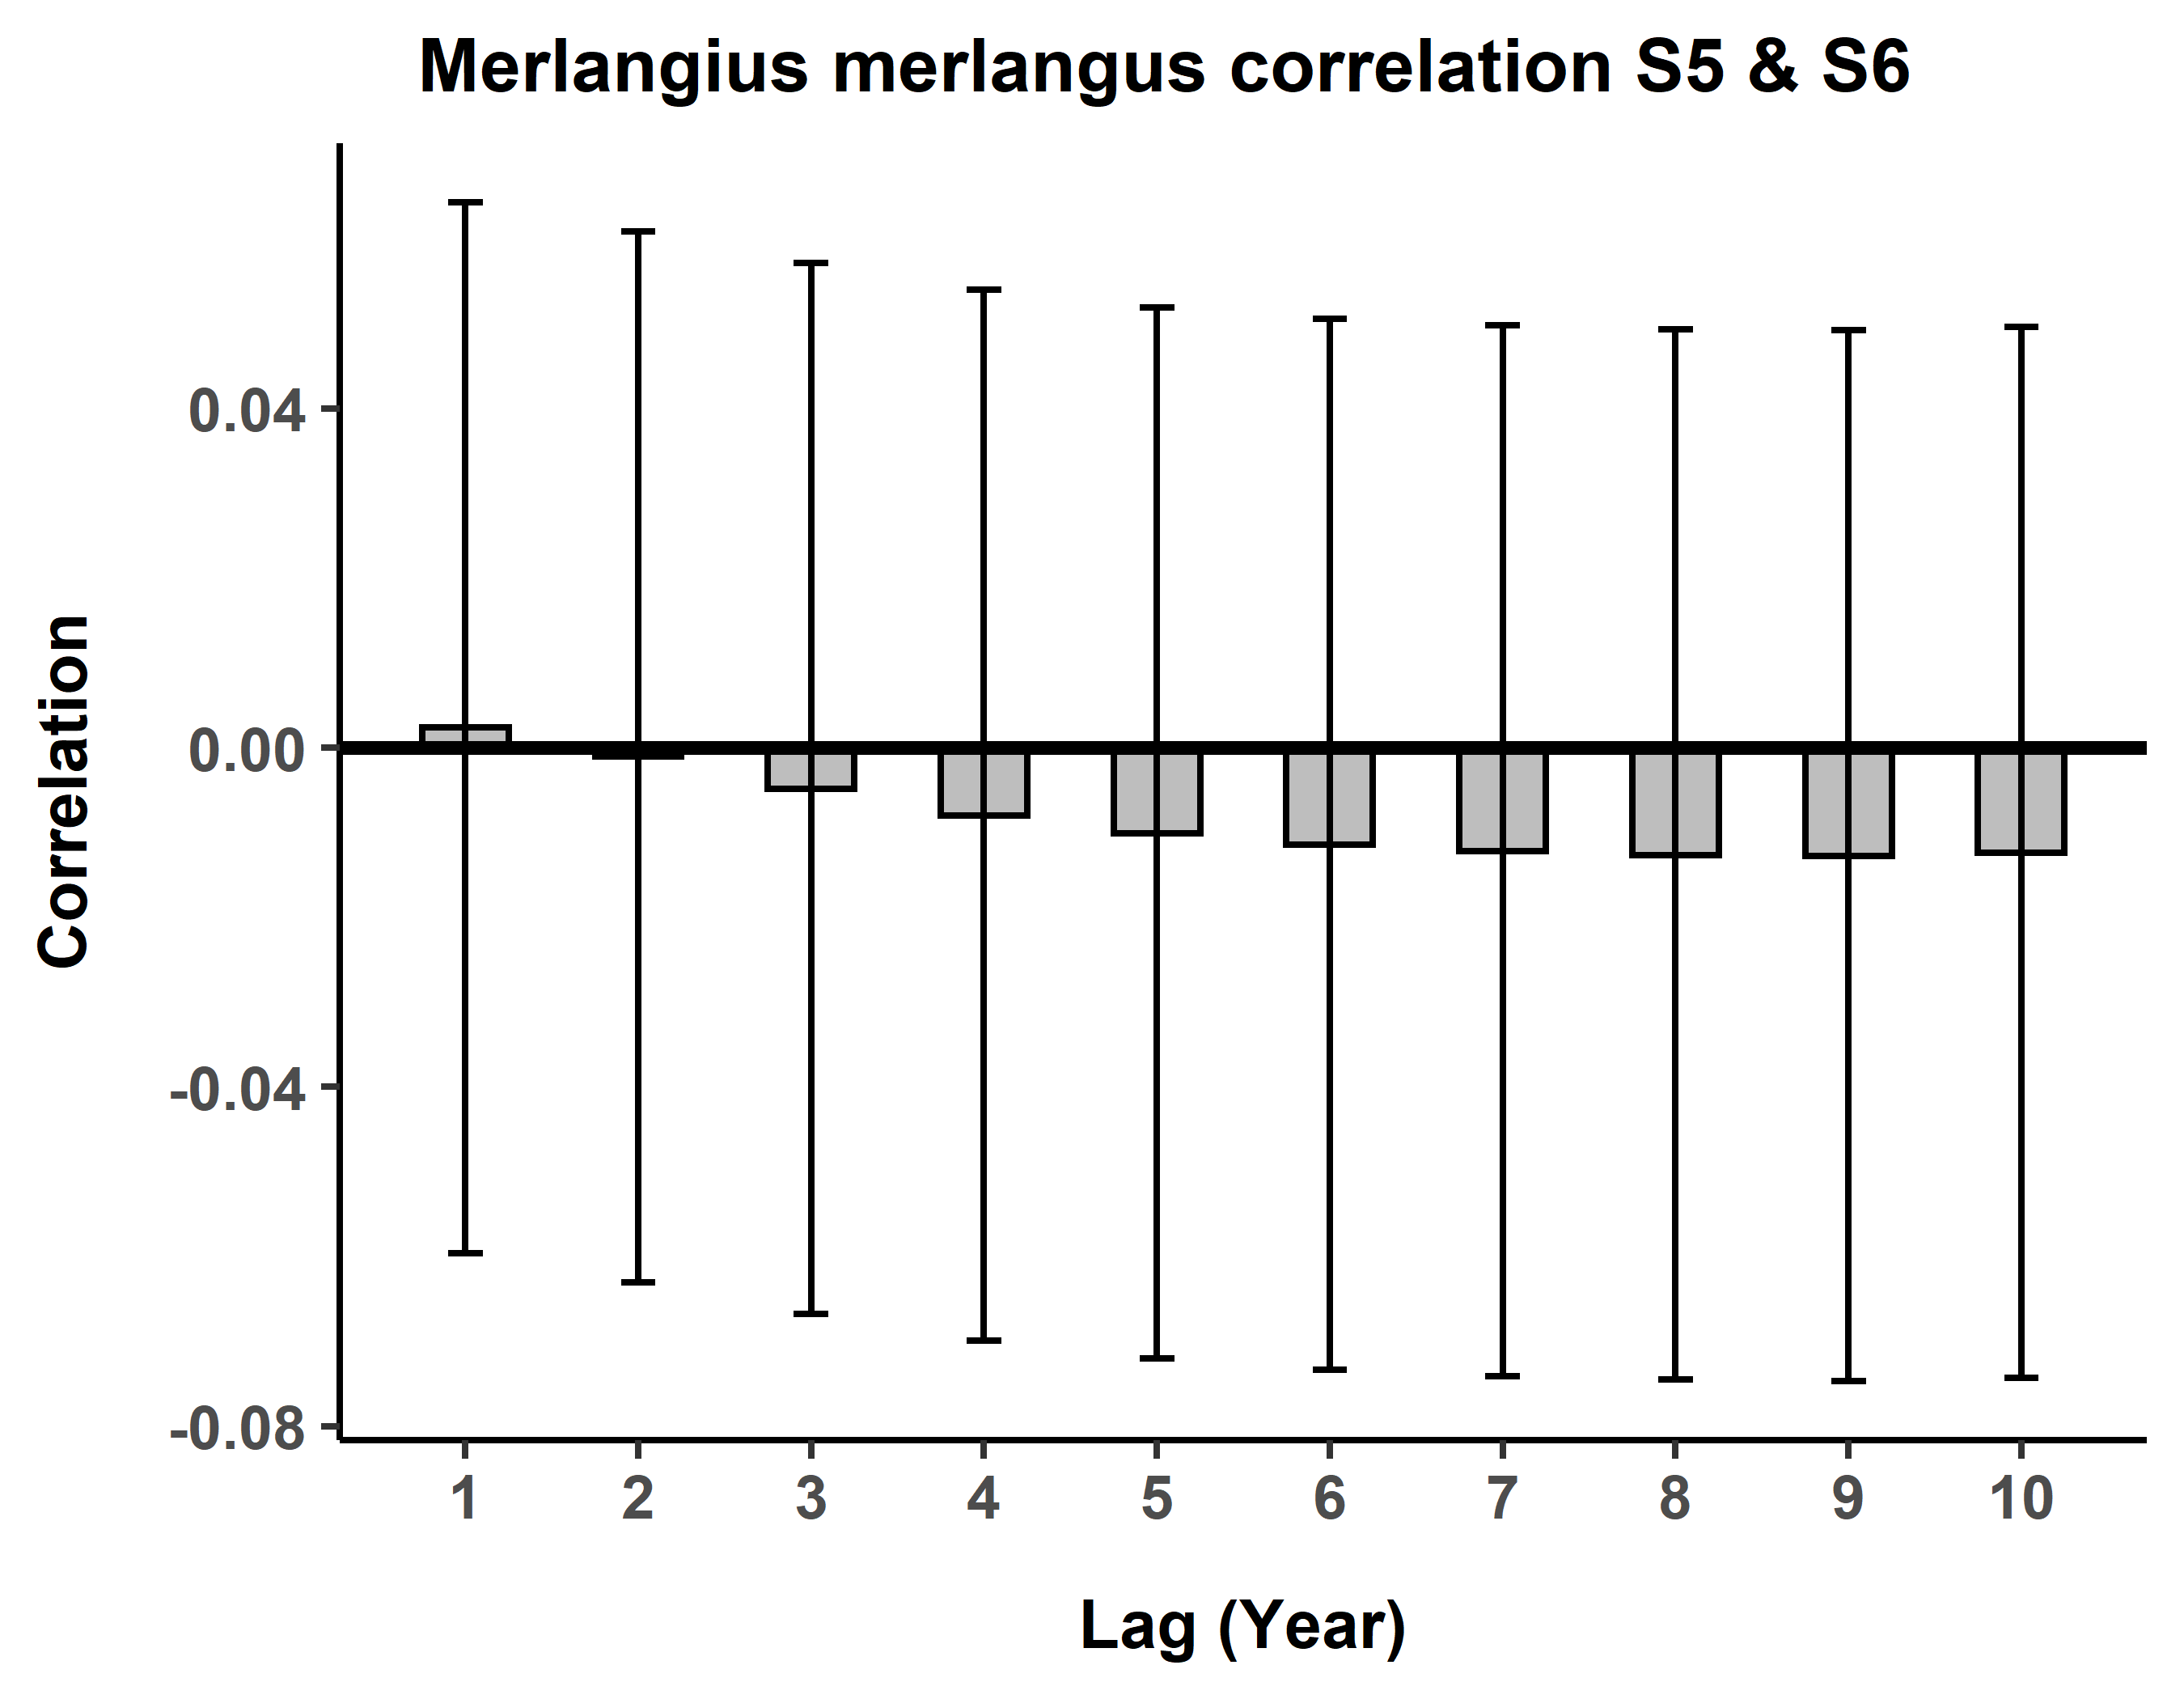 Merlangius merlangus correlation S5 & S6
Correlation
0.04
0.00
-0.04
-0.08
1 2 3 4 5 6 7 8 9 10
Lag (Year)